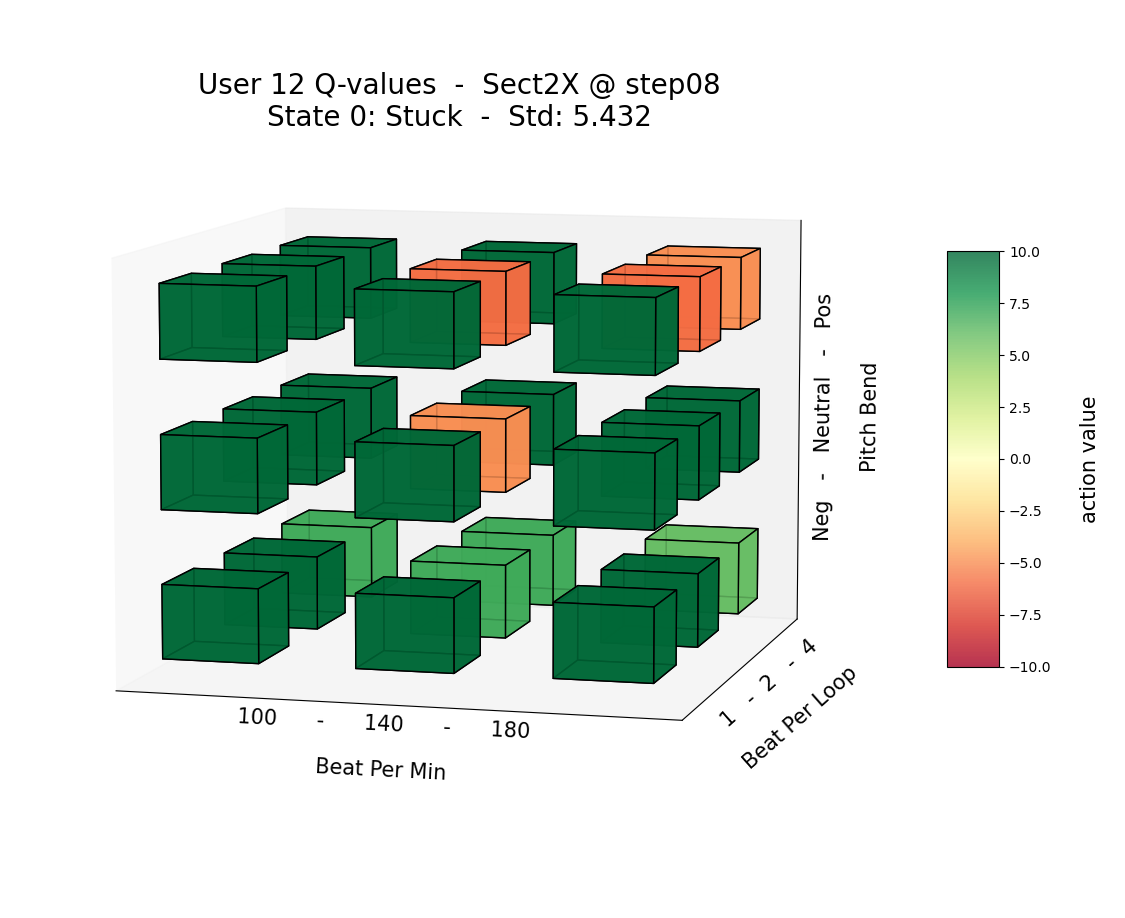 User 12 Q-values  -  Sect2X @ step08
State 0: Stuck  -  Std: 5.432
Neg   -   Neutral   -   Pos
Pitch Bend
1  -  2  -  4
Beat Per Loop
100   -   140   -   180
Beat Per Min
10.0
7.5
5.0
2.5
0.0
−2.5
−5.0
−7.5
−10.0
action value